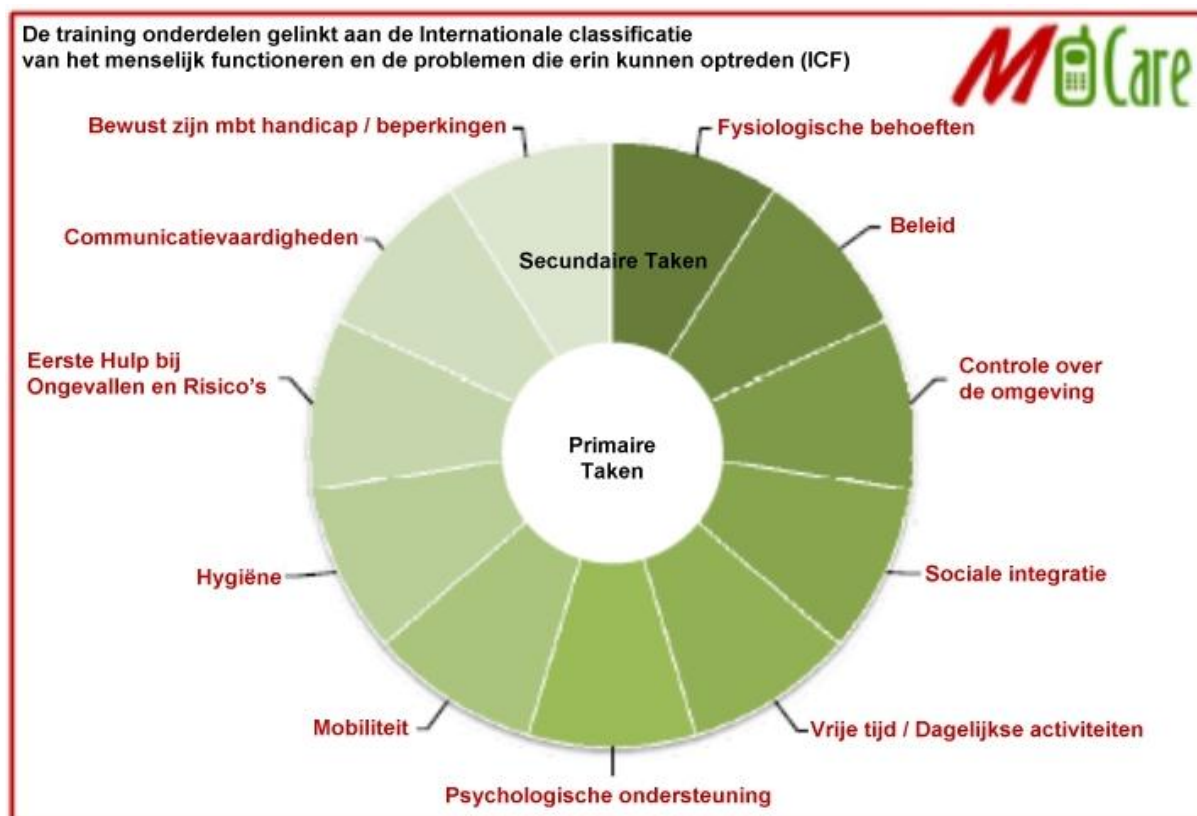 De training onderdelen gelinkt aan de Internationale classificatie
van het menselijk functioneren en de problemen die erin kunnen optreden (ICF)
MCare
Bewust zijn mbt handicap / beperkingen
Fysiologische behoeften
Communicatievaardigheden
Beleid
Secundaire Taken
Eerste Hulp bij
Ongevallen en Risico's
Controle over
de omgeving
Primaire
Taken
Hygiëne
Sociale integratie
Mobiliteit
Vrije tijd / Dagelijkse activiteiten
Psychologische ondersteuning